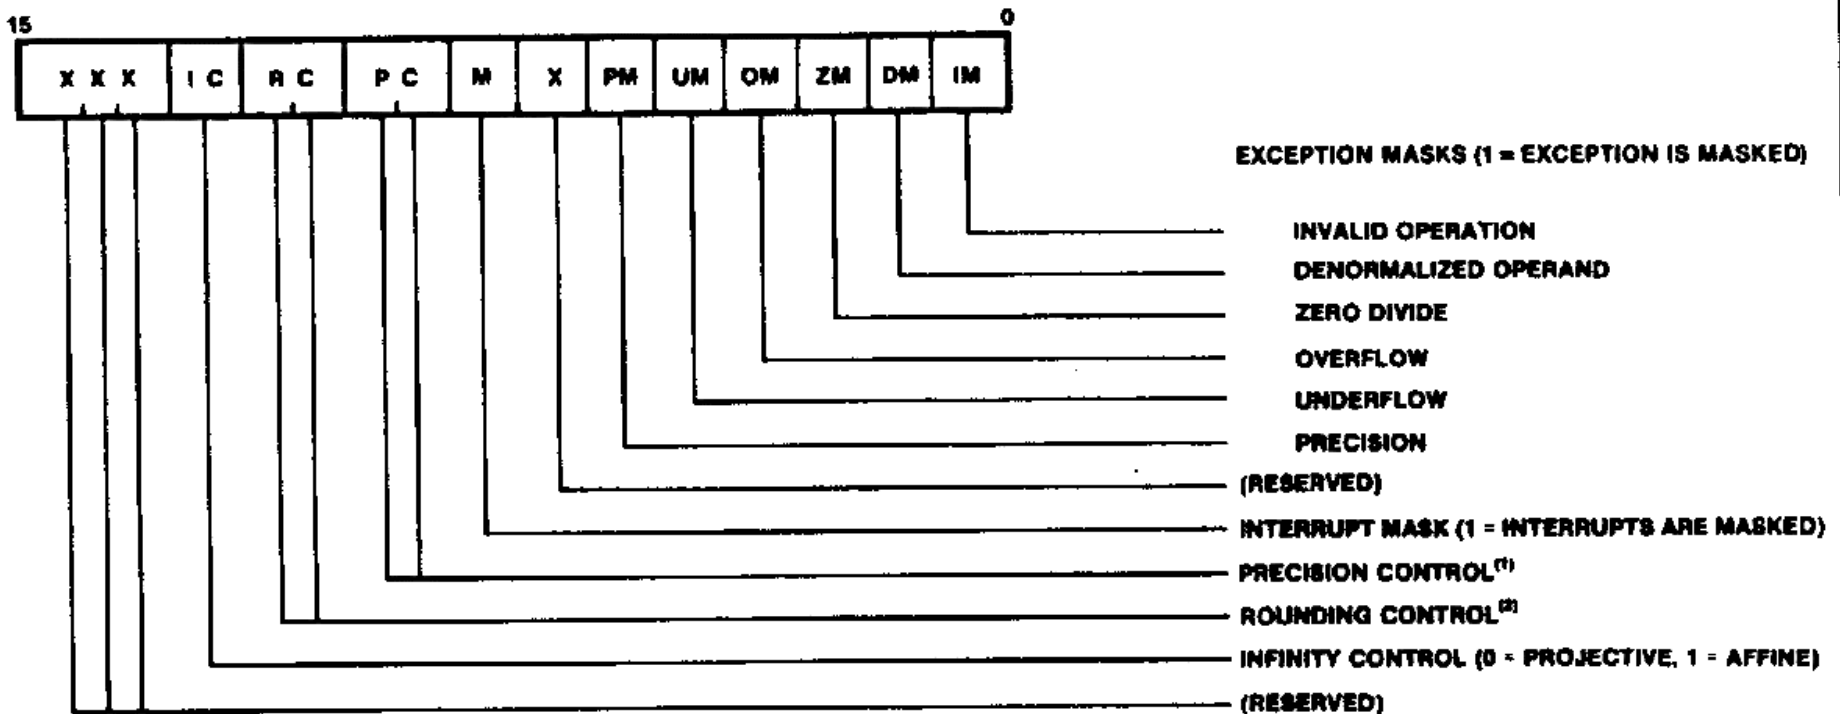 15 0
X X X I C R C P C M X PM UM OM ZM DM IM
EXCEPTION MASKS (1 = EXCEPTION IS MASKED)
INVALID OPERATION
DENORMALIZED OPERAND
ZERO DIVIDE
OVERFLOW
UNDERFLOW
PRECISION
(RESERVED)
INTERRUPT MASK (1 = INTERRUPTS ARE MASKED)
PRECISION CONTROL(1)
ROUNDING CONTROL(2)
INFINITY CONTROL (0 = PROJECTIVE, 1 = AFFINE)
(RESERVED)